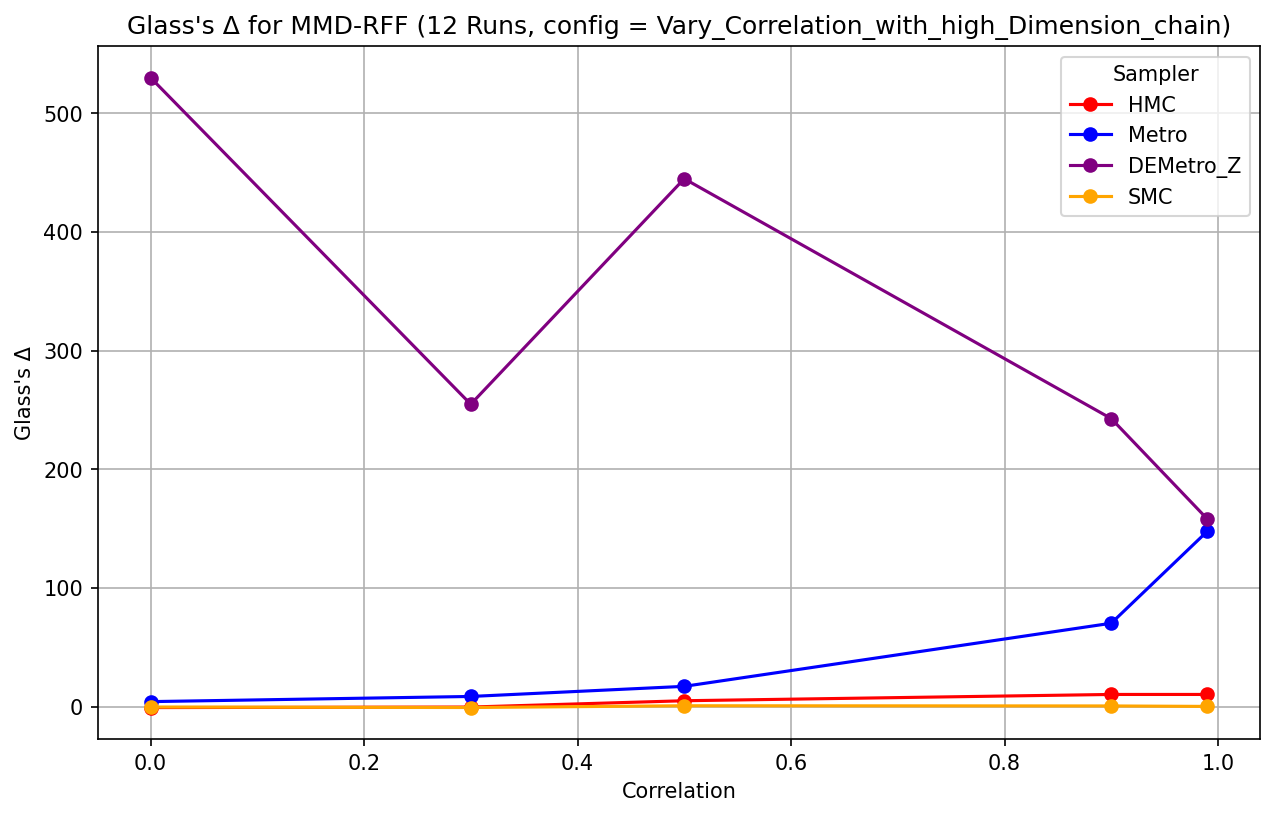 Glass's Δ for MMD-RFF (12 Runs, config = Vary_Correlation_with_high_Dimension_chain)
Sampler
HMC
Metro
DEMetro_Z
SMC
Glass's Δ
500
400
300
200
100
0
0.0 0.2 0.4 0.6 0.8 1.0
Correlation